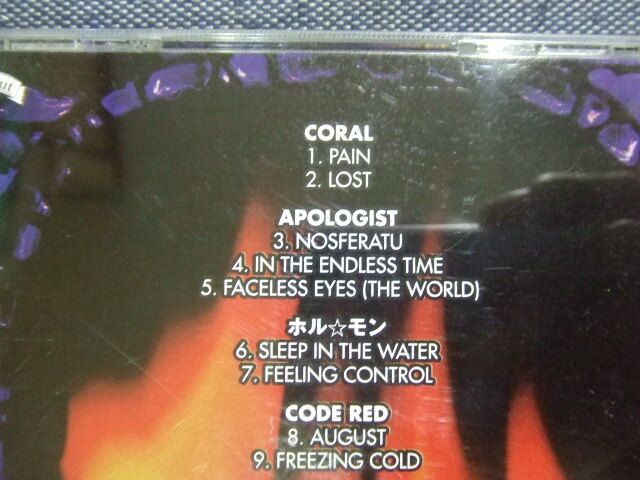 CORAL
1. PAIN
2. LOST
APOLOGIST
3. NOSFERATU
4. IN THE ENDLESS TIME
5. FACELESS EYES (THE WORLD)
ホル☆モン
6. SLEEP IN THE WATER
7. FEELING CONTROL
CODE RED
8. AUGUST
9. FREEZING COLD